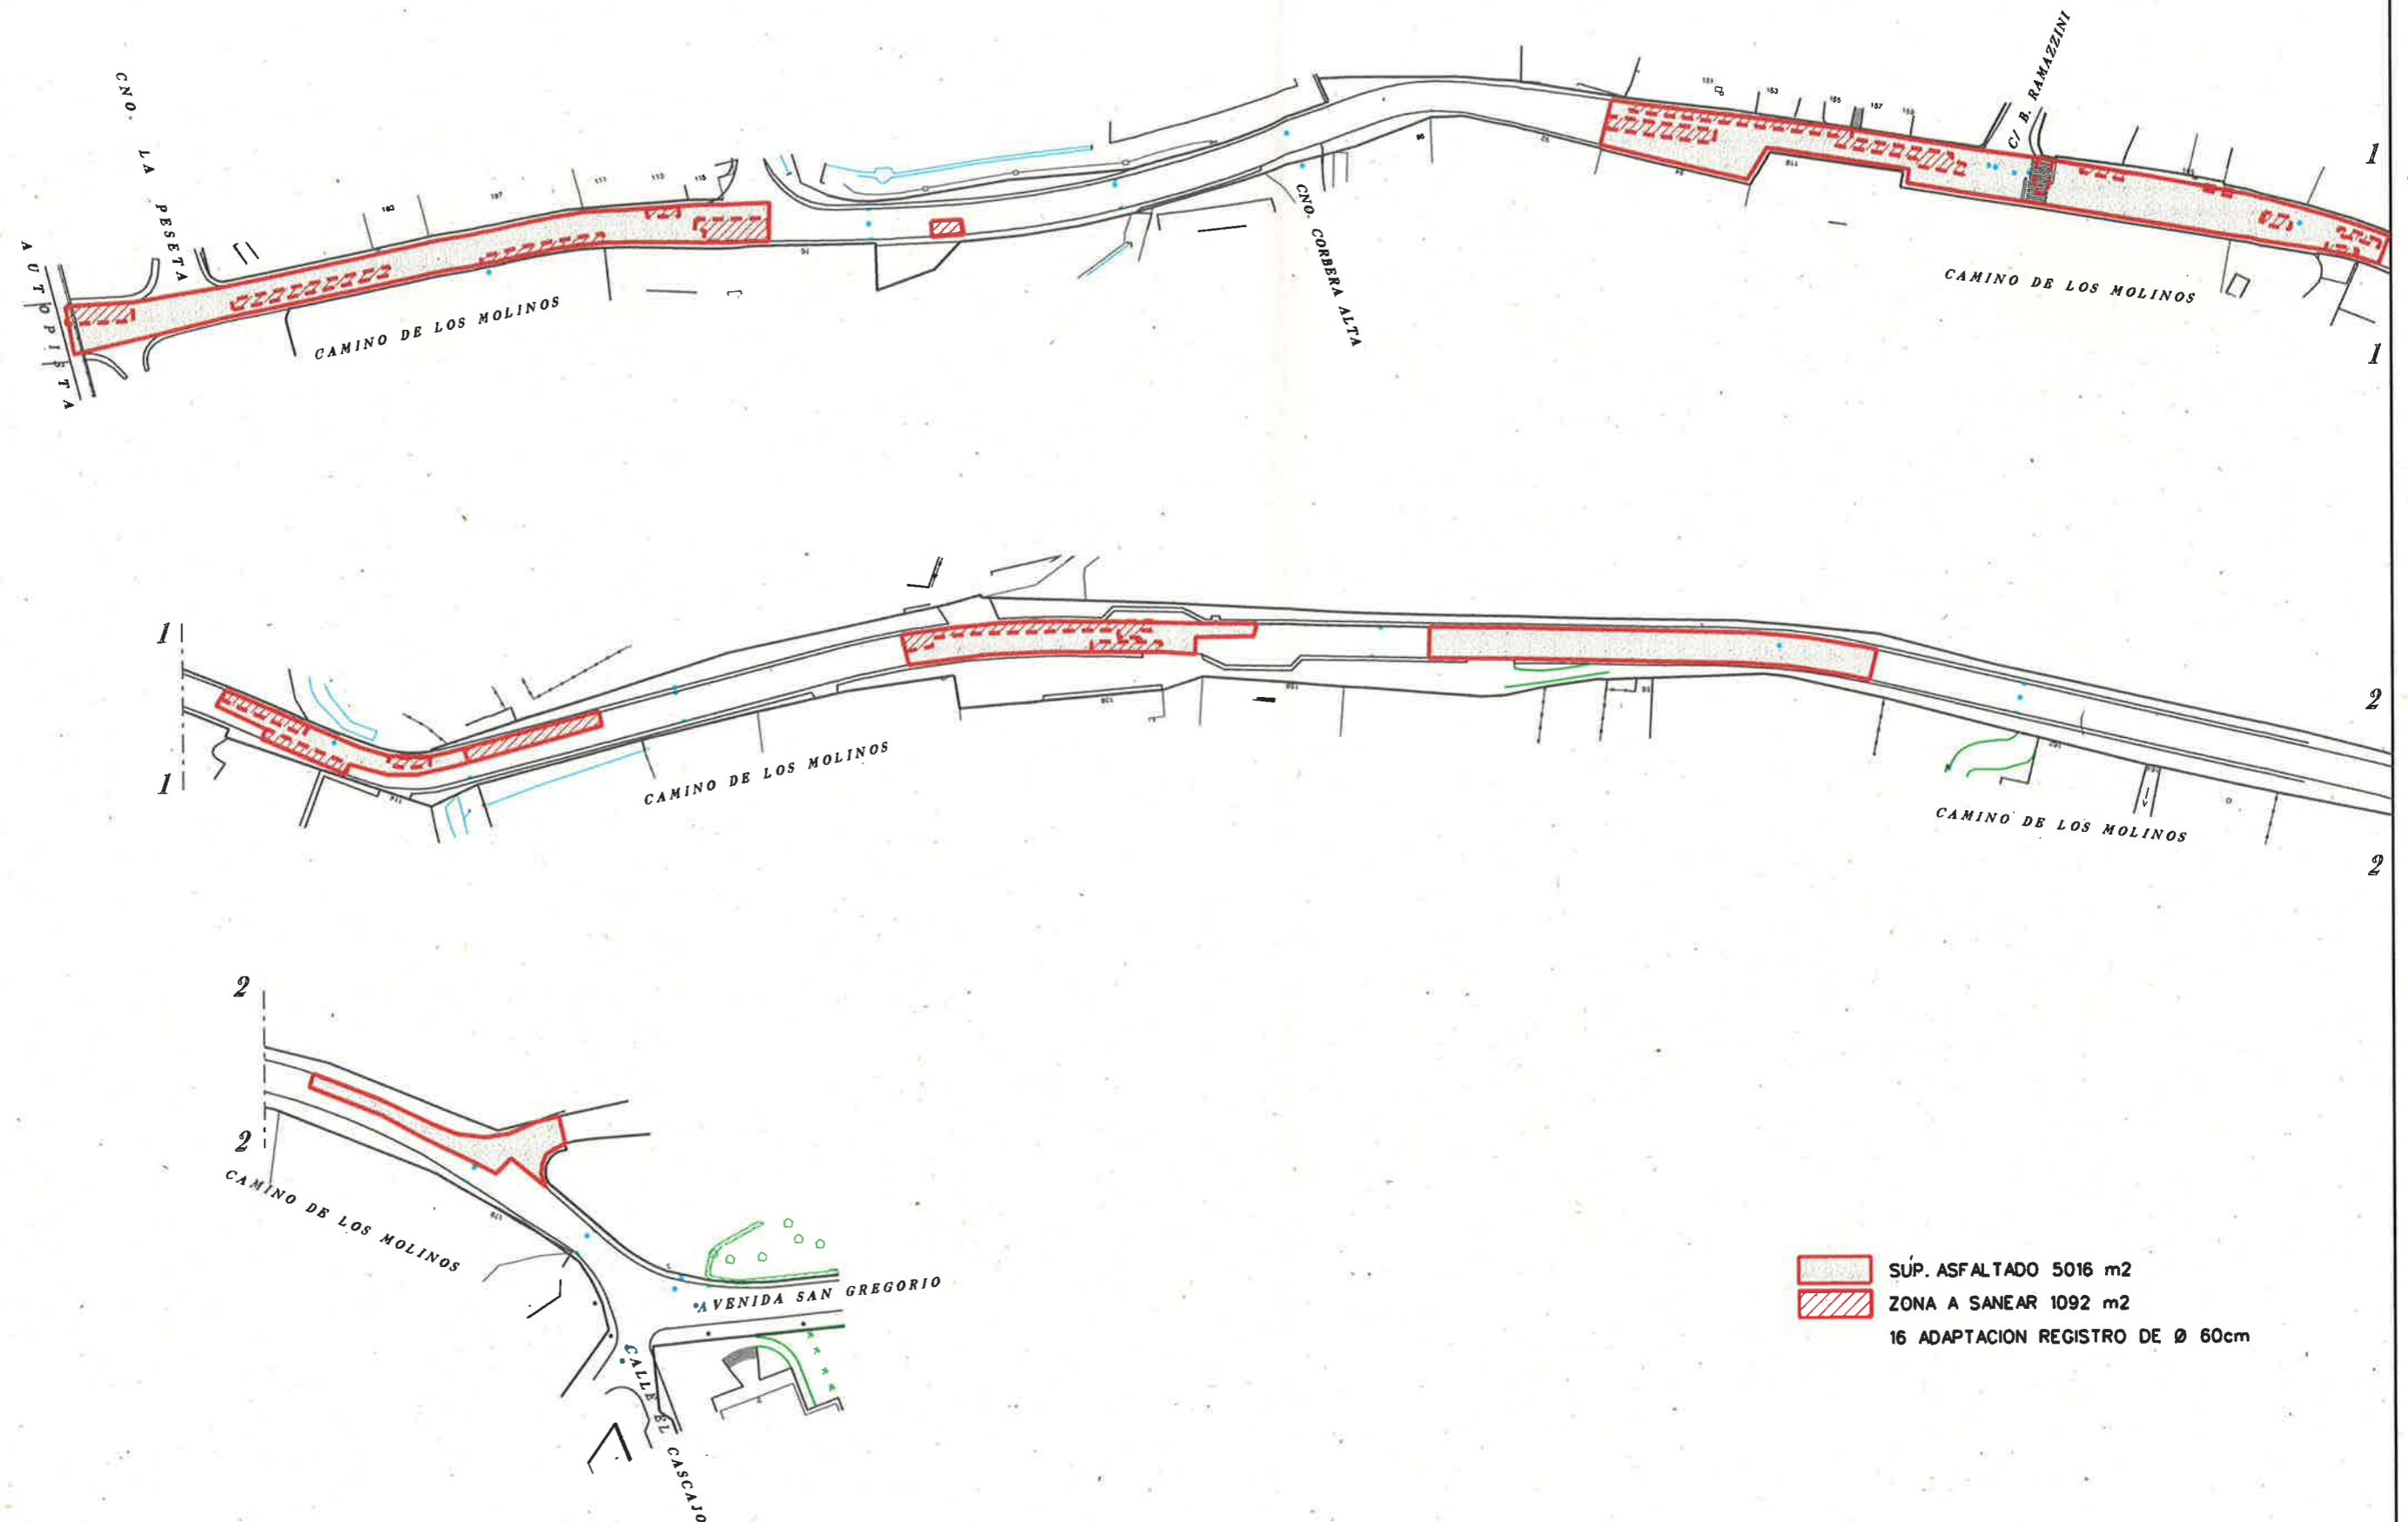 CNO. LA PESETA
AUTOPISTA
CAMINO DE LOS MOLINOS
CNO. CORBERA ALTA
C/ B. RAMAZZINI
CAMINO DE LOS MOLINOS
1
1
1
1
CAMINO DE LOS MOLINOS
CAMINO DE LOS MOLINOS
2
2
2
2
CAMINO DE LOS MOLINOS
AVENIDA SAN GREGORIO
CALLE EL CASCAJO
SUP. ASFALTADO 5016 m2
ZONA A SANEAR 1092 m2
16 ADAPTACION REGISTRO DE Ø 60cm